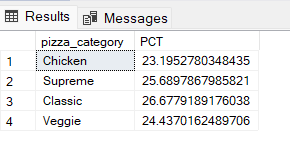 Results Messages
pizza_category PCT
1 Chicken 23.1952780348435
2 Supreme 25.6897867985821
3 Classic 26.6779189176038
4 Veggie 24.4370162489706